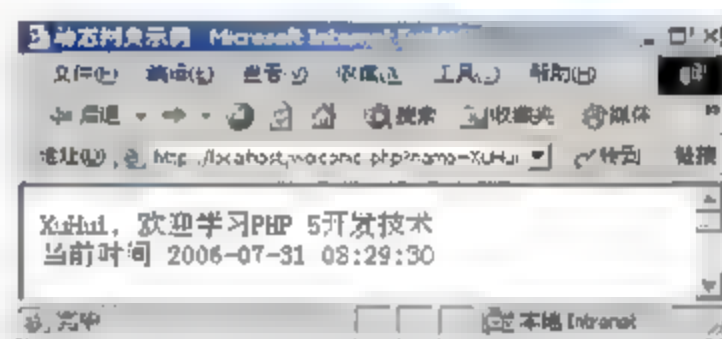 动态网页示例 Microsoft Internet Explorer
文件(F) 编辑(E) 查看(V) 收藏(A) 工具(T) 帮助(H)
后退 搜索 收藏夹 媒体
地址(D) http://localhost/welcome.php?name=XuHui 转到 链接
XuHui, 欢迎学习PHP 5开发技术
当前时间 2006-07-31 08:29:30
完毕 本地 Intranet